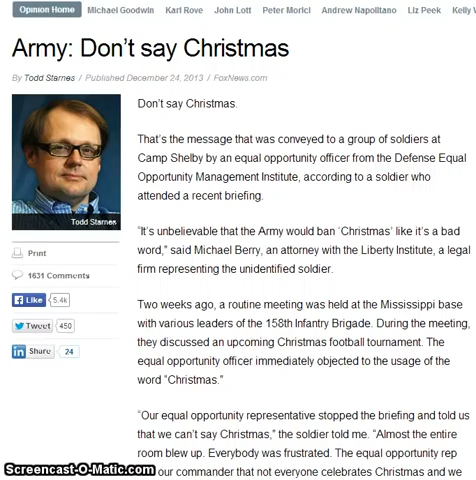 Opinion Home Michael Goodwin Karl Rove John Lott Peter Morici Andrew Napolitano Liz Peek Kelly
Army: Don't say Christmas
By Todd Starnes / Published December 24, 2013 / FoxNews.com
Todd Starnes
Print
1631 Comments
Like 5.4k
Tweet 450
Share 24
Don't say Christmas.
That's the message that was conveyed to a group of soldiers at
Camp Shelby by an equal opportunity officer from the Defense Equal
Opportunity Management Institute, according to a soldier who
attended a recent briefing.
"It's unbelievable that the Army would ban 'Christmas' like it's a bad
word," said Michael Berry, an attorney with the Liberty Institute, a legal
firm representing the unidentified soldier.
Two weeks ago, a routine meeting was held at the Mississippi base
with various leaders of the 158th Infantry Brigade. During the meeting,
they discussed an upcoming Christmas football tournament. The
equal opportunity officer immediately objected to the usage of the
word "Christmas."
"Our equal opportunity representative stopped the briefing and told us
that we can't say Christmas," the soldier told me. "Almost the entire
room blew up. Everybody was frustrated. The equal opportunity rep
our commander that not everyone celebrates Christmas and we
Screencast-O-Matic.com